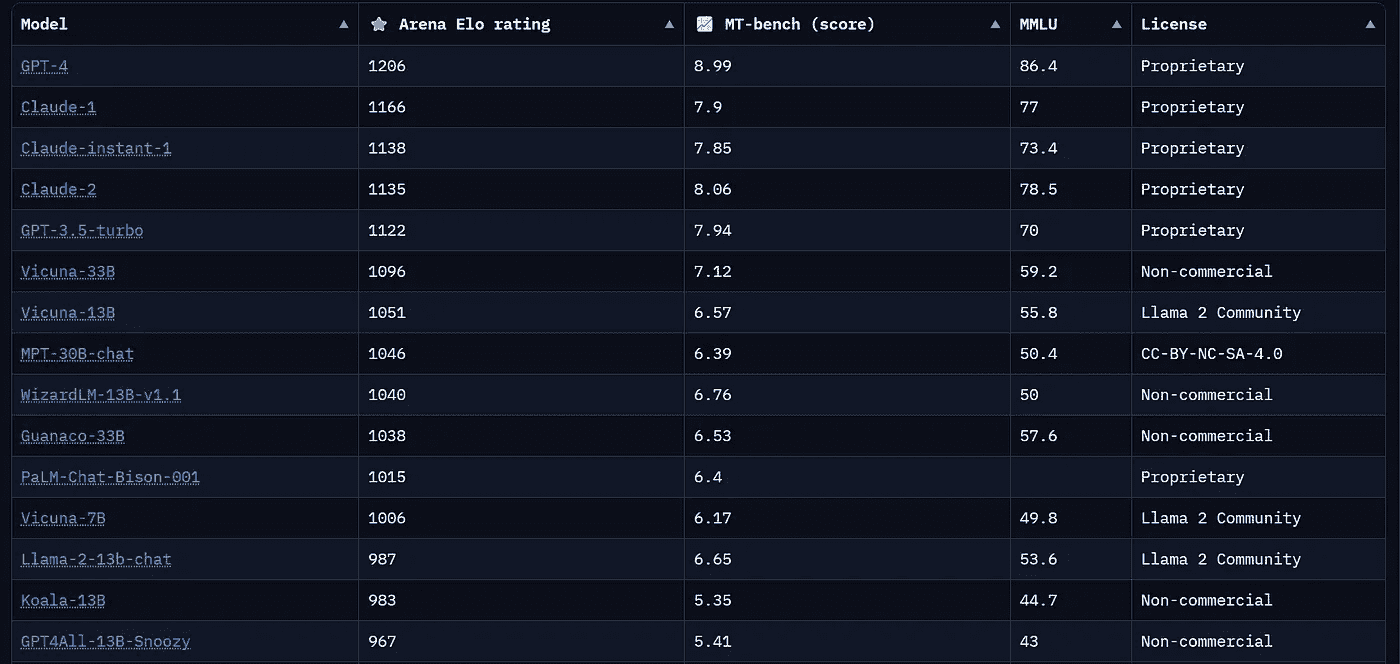 Model ▲ ⭐ Arena Elo rating ▲ 📈 MT-bench (score) ▲ MMLU ▲ License ▲
GPT-4 1206 8.99 86.4 Proprietary
Claude-1 1166 7.9 77 Proprietary
Claude-instant-1 1138 7.85 73.4 Proprietary
Claude-2 1135 8.06 78.5 Proprietary
GPT-3.5-turbo 1122 7.94 70 Proprietary
Vicuna-33B 1096 7.12 59.2 Non-commercial
Vicuna-13B 1051 6.57 55.8 Llama 2 Community
MPT-30B-chat 1046 6.39 50.4 CC-BY-NC-SA-4.0
WizardLM-13B-v1.1 1040 6.76 50 Non-commercial
Guanaco-33B 1038 6.53 57.6 Non-commercial
PaLM-Chat-Bison-001 1015 6.4 Proprietary
Vicuna-7B 1006 6.17 49.8 Llama 2 Community
Llama-2-13b-chat 987 6.65 53.6 Llama 2 Community
Koala-13B 983 5.35 44.7 Non-commercial
GPT4All-13B-Snoozy 967 5.41 43 Non-commercial